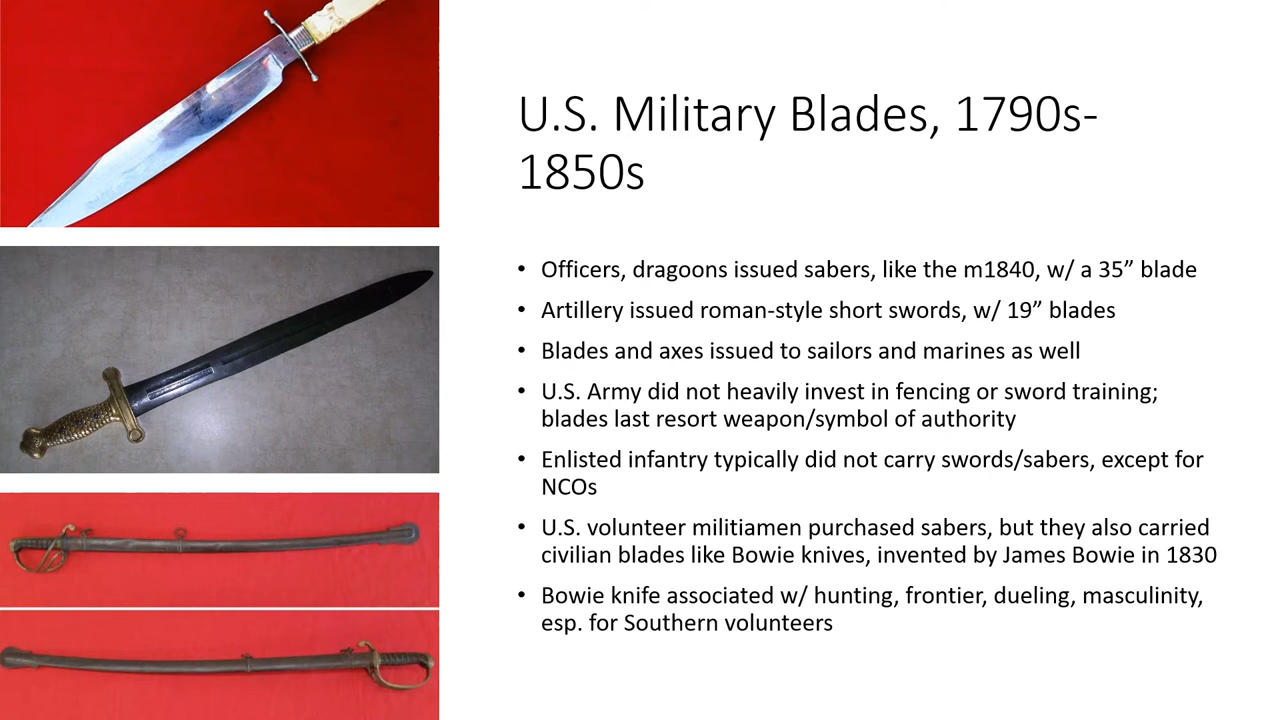 U.S. Military Blades, 1790s-
1850s
• Officers, dragoons issued sabers, like the m1840, w/ a 35” blade
• Artillery issued roman-style short swords, w/ 19” blades
• Blades and axes issued to sailors and marines as well
• U.S. Army did not heavily invest in fencing or sword training;
blades last resort weapon/symbol of authority
• Enlisted infantry typically did not carry swords/sabers, except for
NCOs
• U.S. volunteer militiamen purchased sabers, but they also carried
civilian blades like Bowie knives, invented by James Bowie in 1830
• Bowie knife associated w/ hunting, frontier, dueling, masculinity,
esp. for Southern volunteers